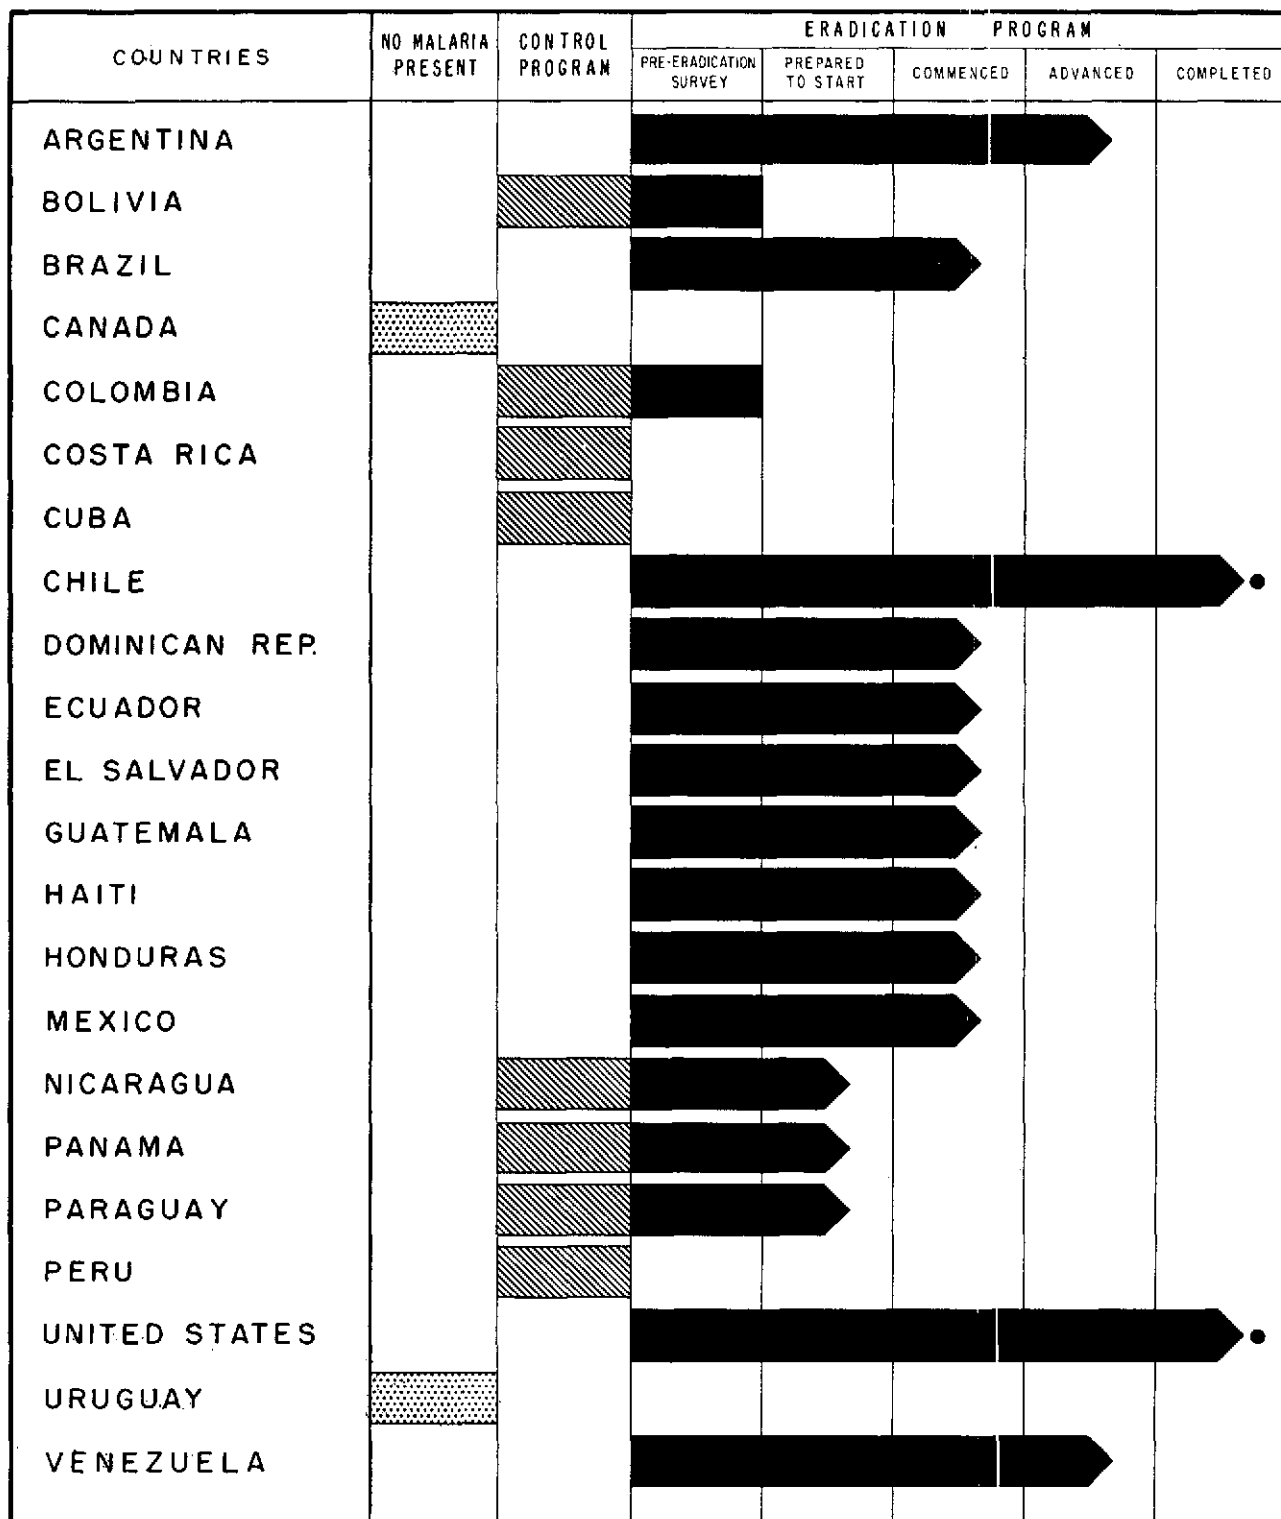 COUNTRIES
NO MALARIA PRESENT
CONTROL PROGRAM
ERADICATION PROGRAM
PRE-ERADICATION SURVEY
PREPARED TO START
COMMENCED
ADVANCED
COMPLETED
ARGENTINA
BOLIVIA
BRAZIL
CANADA
COLOMBIA
COSTA RICA
CUBA
CHILE
DOMINICAN REP.
ECUADOR
EL SALVADOR
GUATEMALA
HAITI
HONDURAS
MEXICO
NICARAGUA
PANAMA
PARAGUAY
PERU
UNITED STATES
URUGUAY
VENEZUELA